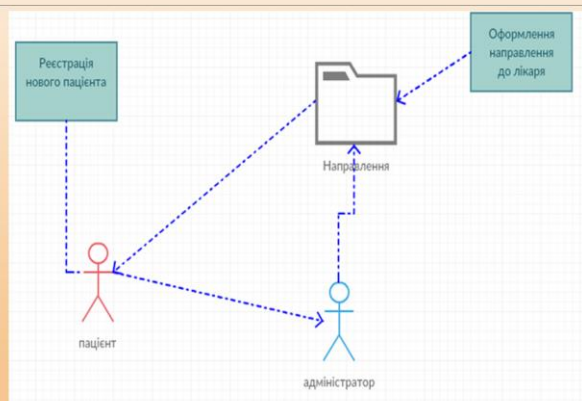 Реєстрація
нового пацієнта
Оформлення
направлення
до лікаря
Направлення
пацієнт
адміністратор